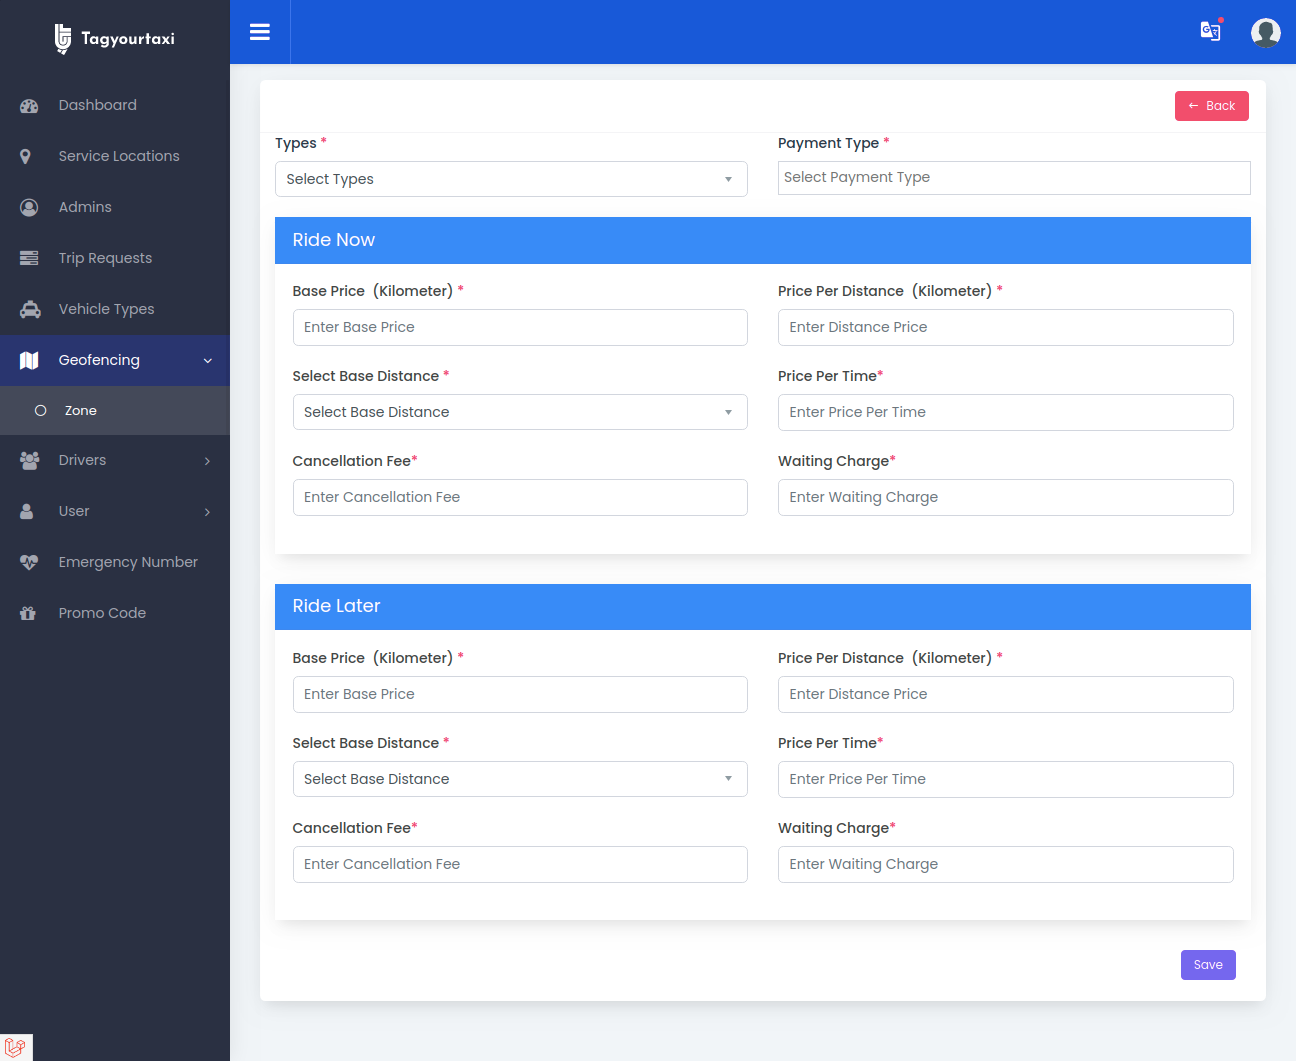 Tagyourtaxi
Dashboard
Service Locations
Admins
Trip Requests
Vehicle Types
Geofencing
Zone
Drivers
User
Emergency Number
Promo Code
← Back
Types *
Payment Type *
Select Types
Select Payment Type
Ride Now
Base Price (Kilometer) *
Price Per Distance (Kilometer) *
Enter Base Price
Enter Distance Price
Select Base Distance *
Price Per Time*
Select Base Distance
Enter Price Per Time
Cancellation Fee*
Waiting Charge*
Enter Cancellation Fee
Enter Waiting Charge
Ride Later
Base Price (Kilometer) *
Price Per Distance (Kilometer) *
Enter Base Price
Enter Distance Price
Select Base Distance *
Price Per Time*
Select Base Distance
Enter Price Per Time
Cancellation Fee*
Waiting Charge*
Enter Cancellation Fee
Enter Waiting Charge
Save